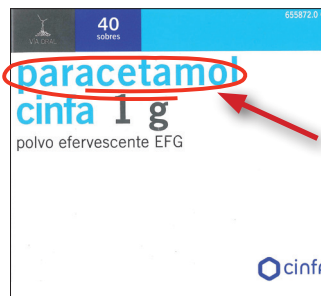 655872.0
40
sobres
VÍA ORAL
paracetamol
cinfa 1 g
polvo efervescente EFG
cinfa